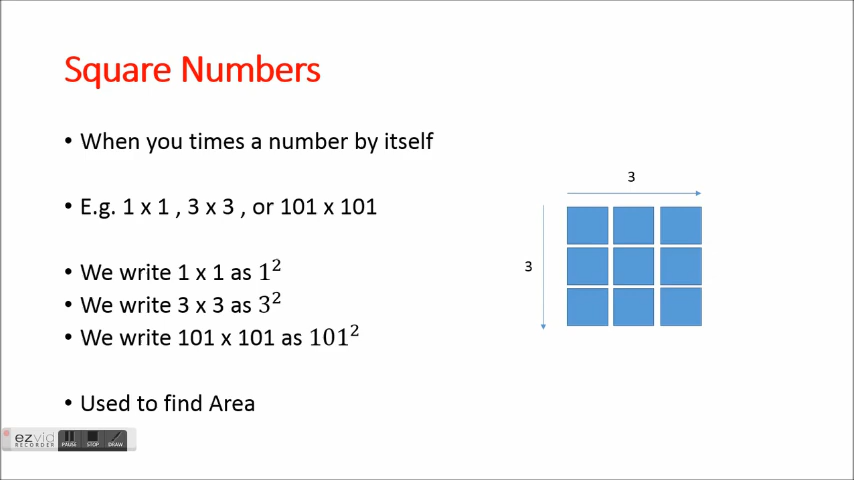 Square Numbers
• When you times a number by itself
• E.g. 1 x 1 , 3 x 3 , or 101 x 101
• We write 1 x 1 as 1²
• We write 3 x 3 as 3²
• We write 101 x 101 as 101²
• Used to find Area
3
3
ezvid
RECORDER
PAUSE STOP DRAW